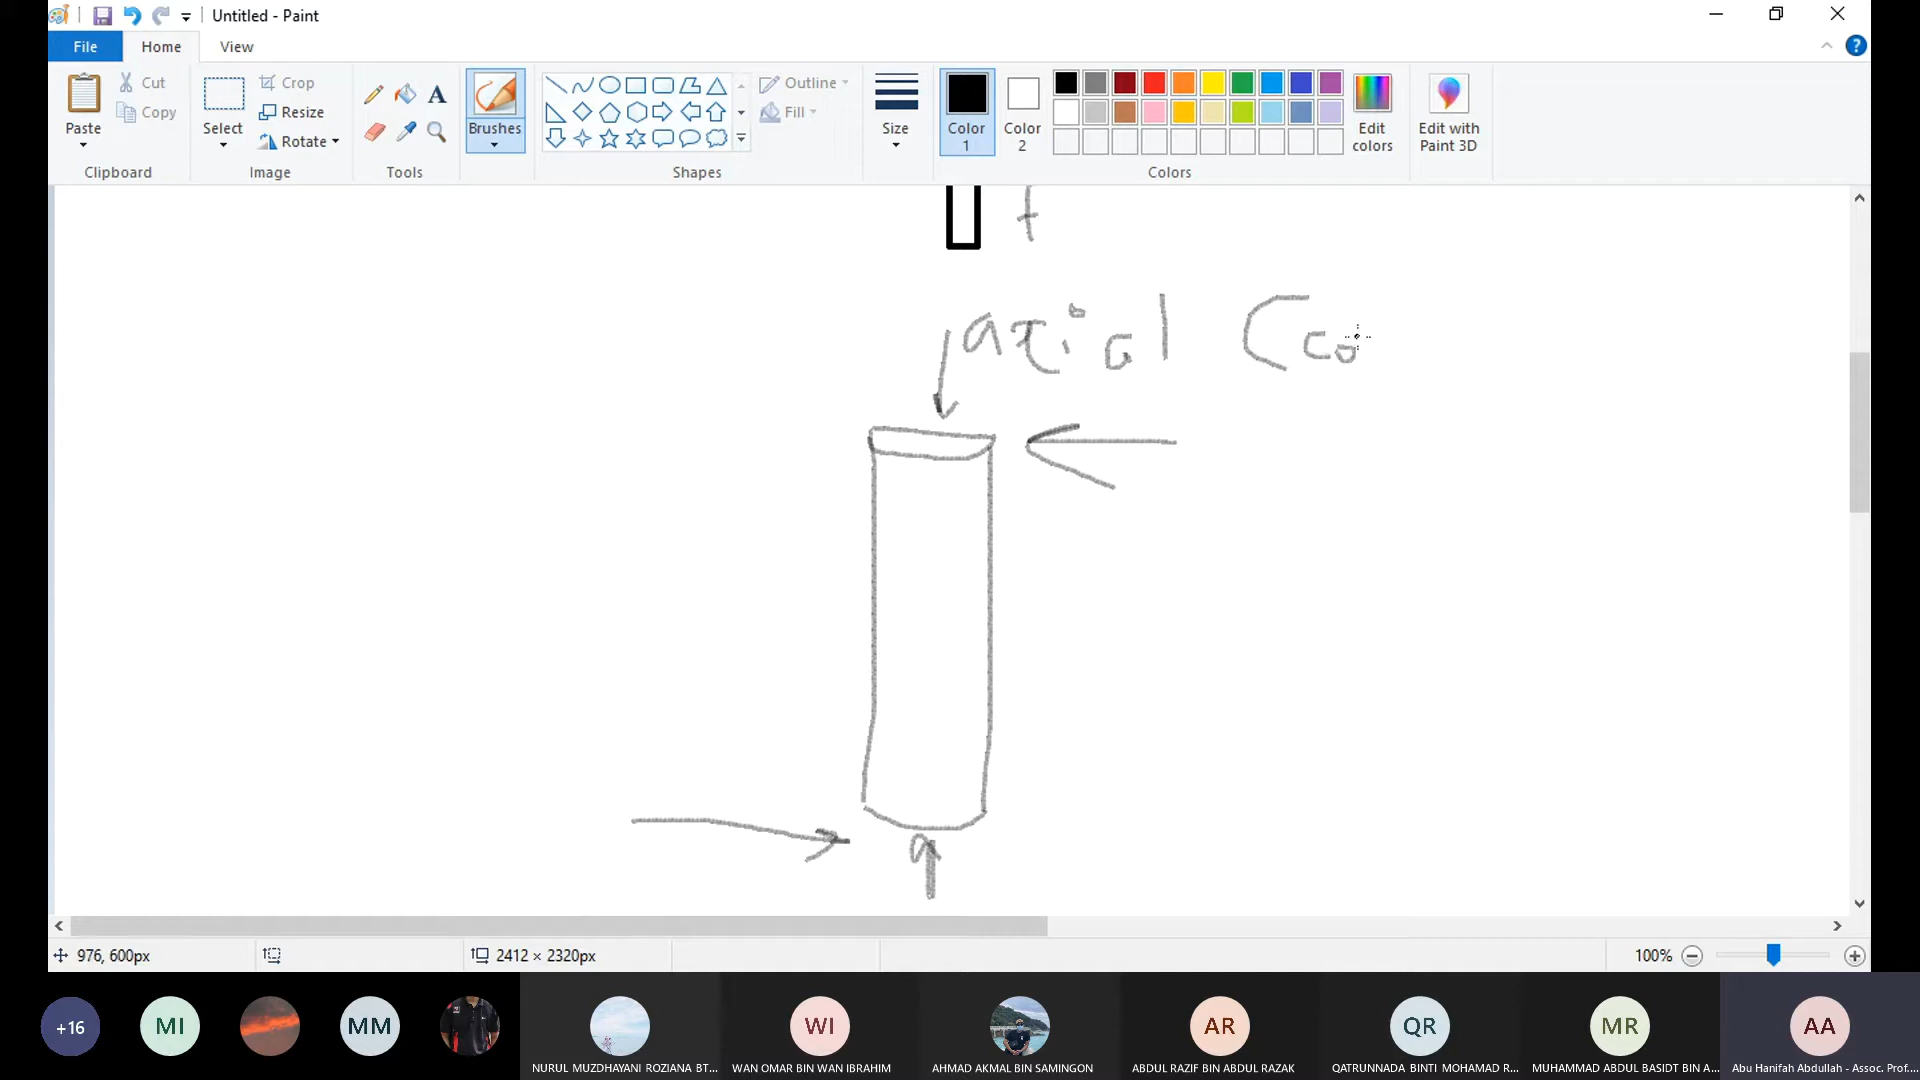 Untitled - Paint
File Home View
Cut
Copy
Paste
Crop
Resize
Rotate
Select
Brushes
Outline
Fill
Size
Color 1
Color 2
Edit colors
Edit with Paint 3D
Clipboard Image Tools Shapes Colors
t
axial (co
976, 600px 2412 × 2320px 100%
+16 MI MM WI AR QR MR AA
NURUL MUZDHAYANI ROZIANA BT... WAN OMAR BIN WAN IBRAHIM AHMAD AKMAL BIN SAMINGON ABDUL RAZIF BIN ABDUL RAZAK QATRUNNADA BINTI MOHAMAD R... MUHAMMAD ABDUL BASIDT BIN A... Abu Hanifah Abdullah - Assoc. Prof....